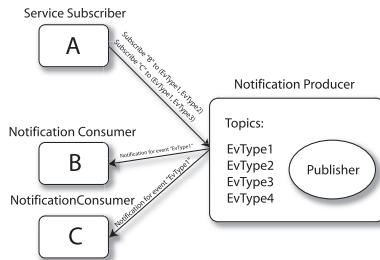 Service Subscriber
A
Subscribe "B" to (EvType1, EvType2)
Subscribe "C" to (EvType1, EvType3)
Notification Producer
Topics:
EvType1
EvType2
EvType3
EvType4
Publisher
Notification Consumer
B
Notification for event "EvType1"
NotificationConsumer
C
Notification for event "EvType1"